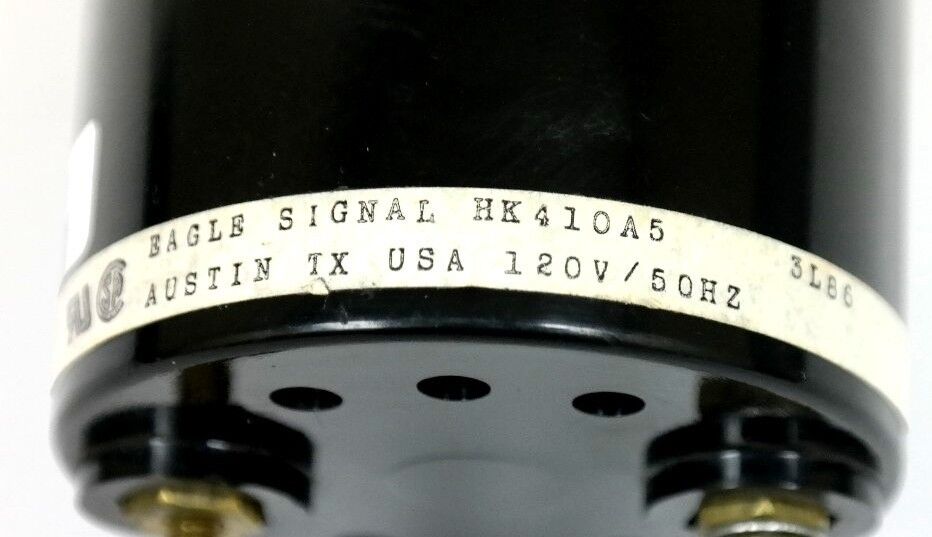 EAGLE SIGNAL HK410A5 3L86
AUSTIN TX USA 120V/50HZ